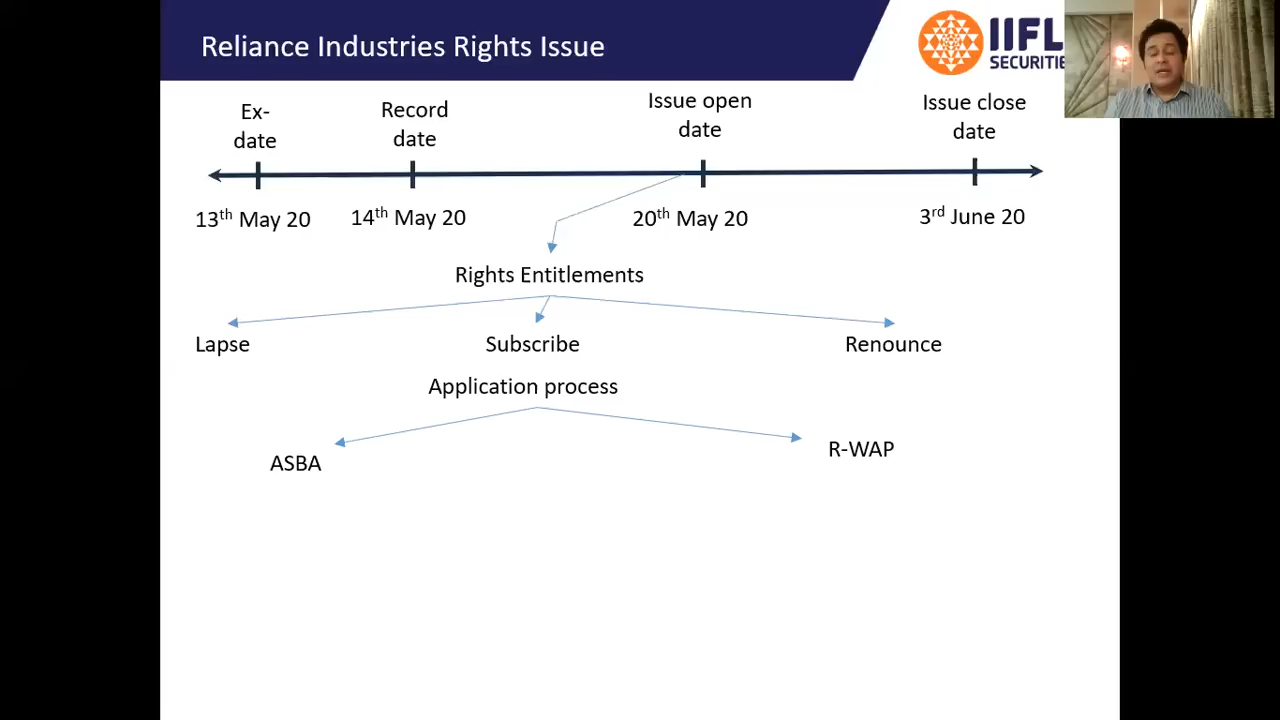 Reliance Industries Rights Issue
IIFL
SECURITIE
Ex-
date
Record
date
Issue open
date
Issue close
date
13th May 20
14th May 20
20th May 20
3rd June 20
Rights Entitlements
Lapse
Subscribe
Renounce
Application process
ASBA
R-WAP